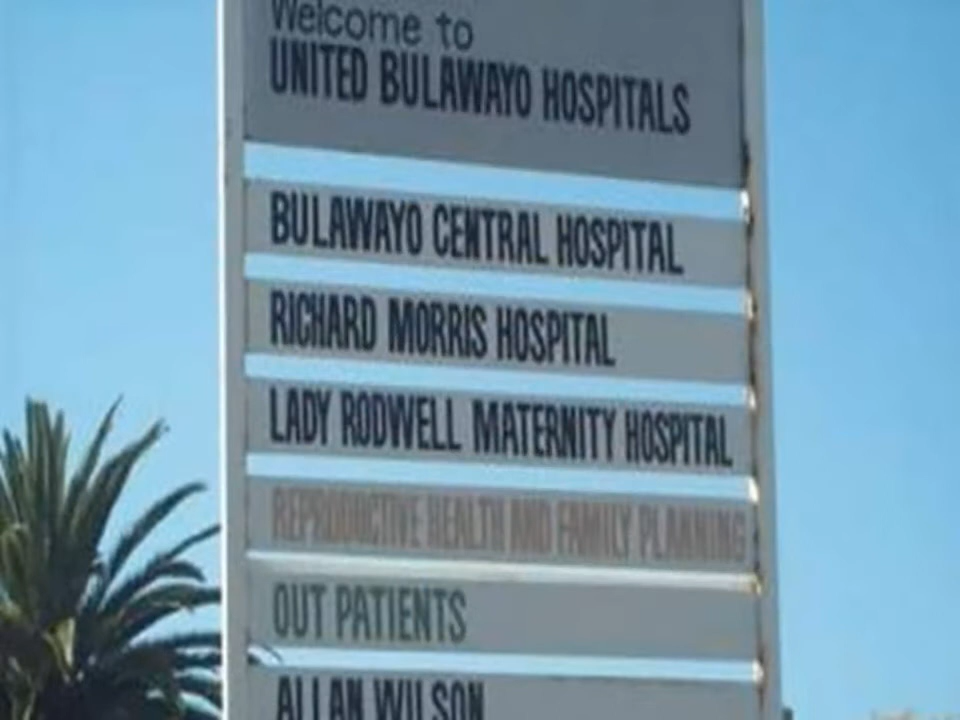 Welcome to
UNITED BULAWAYO HOSPITALS
BULAWAYO CENTRAL HOSPITAL
RICHARD MORRIS HOSPITAL
LADY RODWELL MATERNITY HOSPITAL
REPRODUCTIVE HEALTH AND FAMILY PLANNING
OUT PATIENTS
ALLAN WILSON